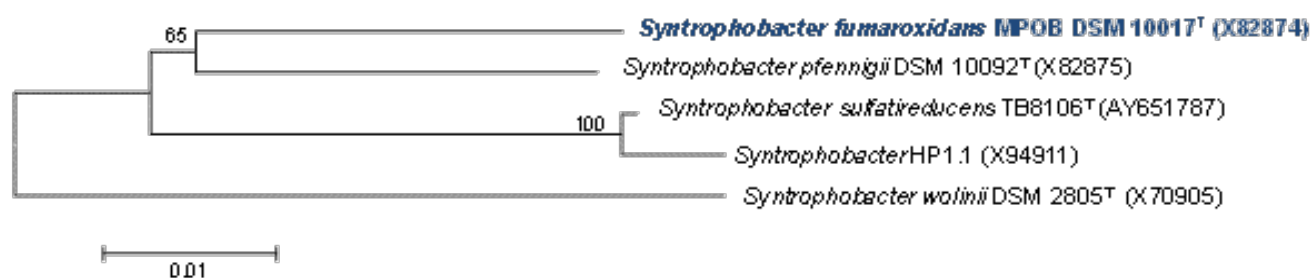 65
Syntrophobacter fumaroxidans MPOB DSM 10017ᵀ (X82874)
Syntrophobacter pfennigii DSM 10092ᵀ (X82875)
Syntrophobacter sulfatireducens TB8106ᵀ (AY651787)
100
Syntrophobacter HP1.1 (X94911)
Syntrophobacter wolinii DSM 2805ᵀ (X70905)
0.01